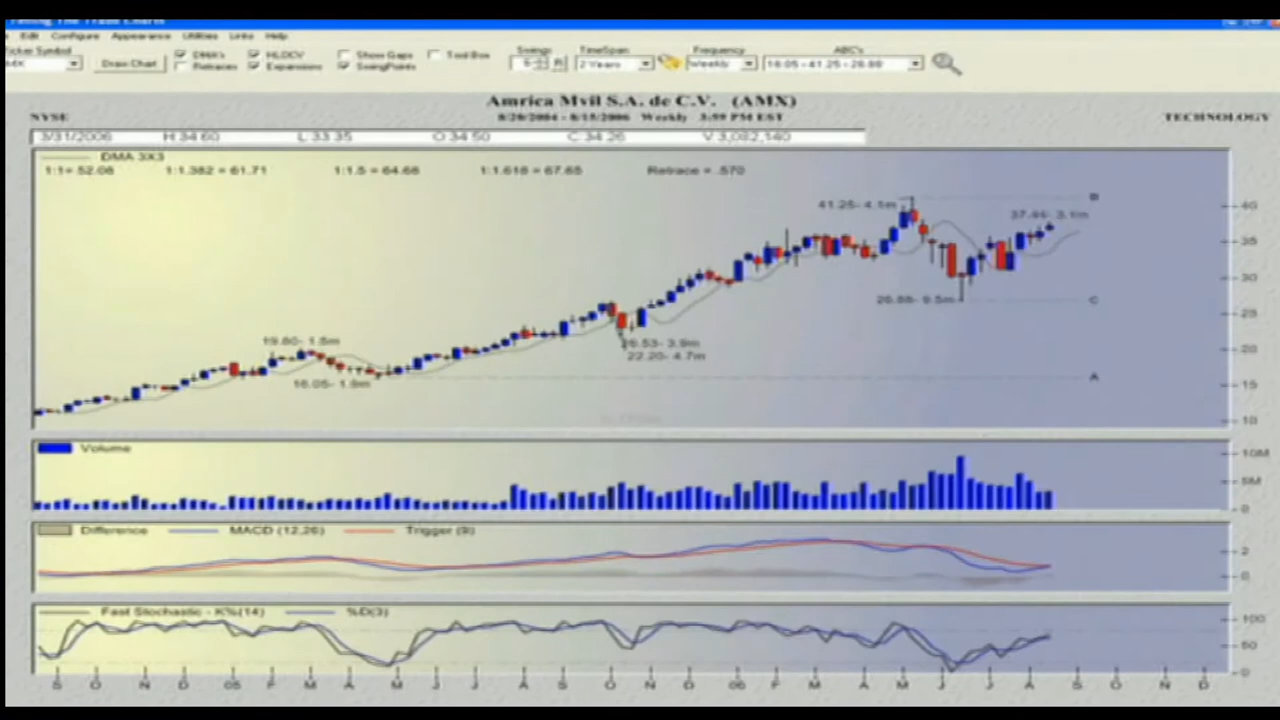 Edit Configure Appearance Utilities Links Help
Ticker Symbol
Draw Chart
DMA's HLOCV Show Gaps Tool Box
Retraces Expansions SwingPoints
Swings TimeSpan Frequency ABC's
2 Years Weekly 16.05 - 41.25 - 26.88
Amrica Mvil S.A. de C.V. (AMX)
NYSE 8/20/2004 - 8/15/2006 Weekly 3:59 PM EST TECHNOLOGY
3/31/2006 H:34.60 L:33.35 O:34.50 C:34.26 V:3,082,140
DMA 3X3
1:1= 52.08 1:1.382 = 61.71 1:1.5 = 64.68 1:1.618 = 67.65 Retrace = .570
41.25- 4.1m B
3.1m
26.88- 9.5m C
19.80- 1.5m
26.53- 3.9m
22.20- 4.7m
16.05- 1.8m A
40
35
30
25
20
15
10
Volume
10M
5M
0
Difference MACD (12,26) Trigger (9)
2
0
Fast Stochastic - K%(14) %D(3)
100
50
0
S O N D 05 F M A M J J A S O N D 06 F M A M J J A S O N D